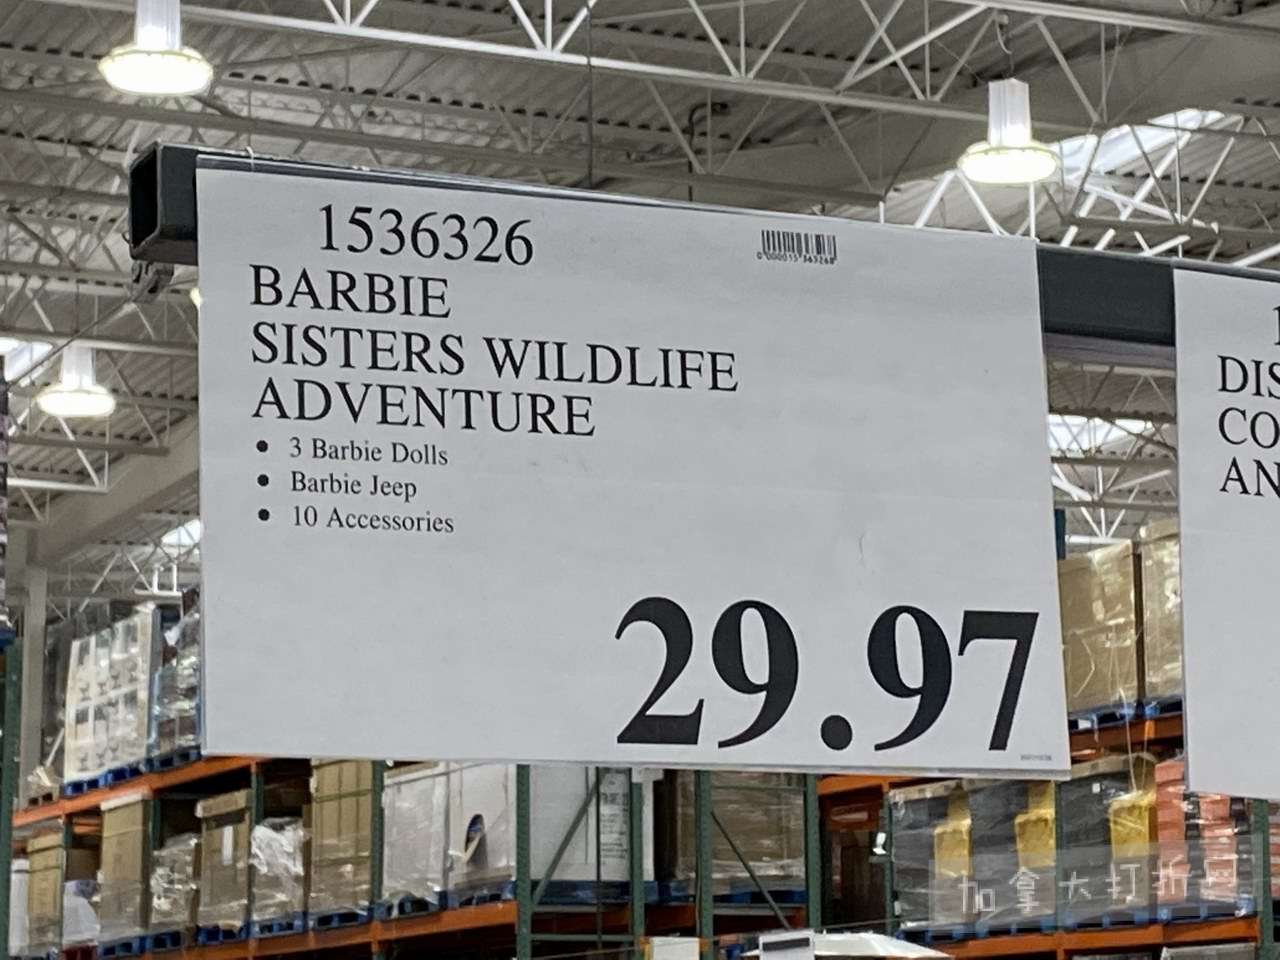 1536326
BARBIE
SISTERS WILDLIFE
ADVENTURE
• 3 Barbie Dolls
• Barbie Jeep
• 10 Accessories
29.97
DIS
CO
AN
加拿大打折网